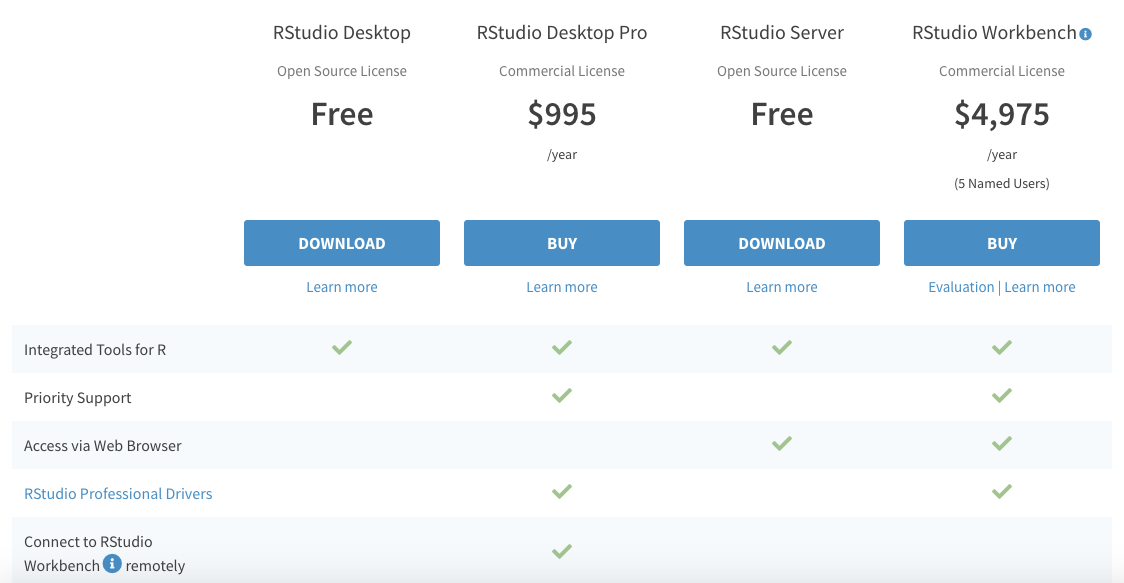 RStudio Desktop
RStudio Desktop Pro
RStudio Server
RStudio Workbench
Open Source License
Commercial License
Open Source License
Commercial License
Free
$995
Free
$4,975
/year
/year
(5 Named Users)
DOWNLOAD
BUY
DOWNLOAD
BUY
Learn more
Learn more
Learn more
Evaluation | Learn more
Integrated Tools for R
Priority Support
Access via Web Browser
RStudio Professional Drivers
Connect to RStudio
Workbench i remotely